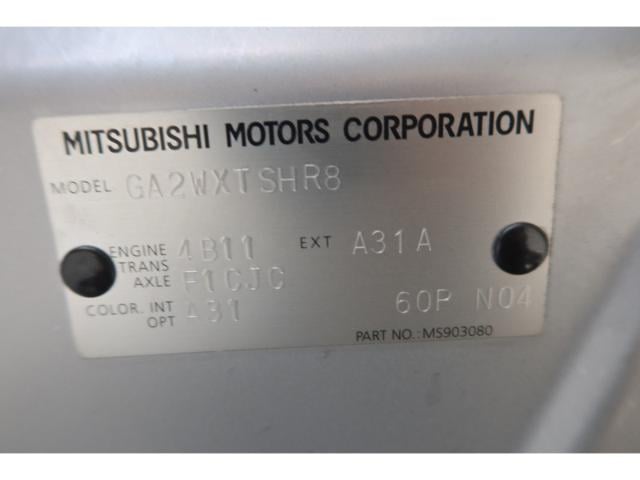 MITSUBISHI MOTORS CORPORATION
MODEL GA2WXTSHR8
ENGINE 4B11 EXT A31A
TRANS AXLE F1CJC
COLOR. INT OPT A31 60P N04
PART NO.: MS903080